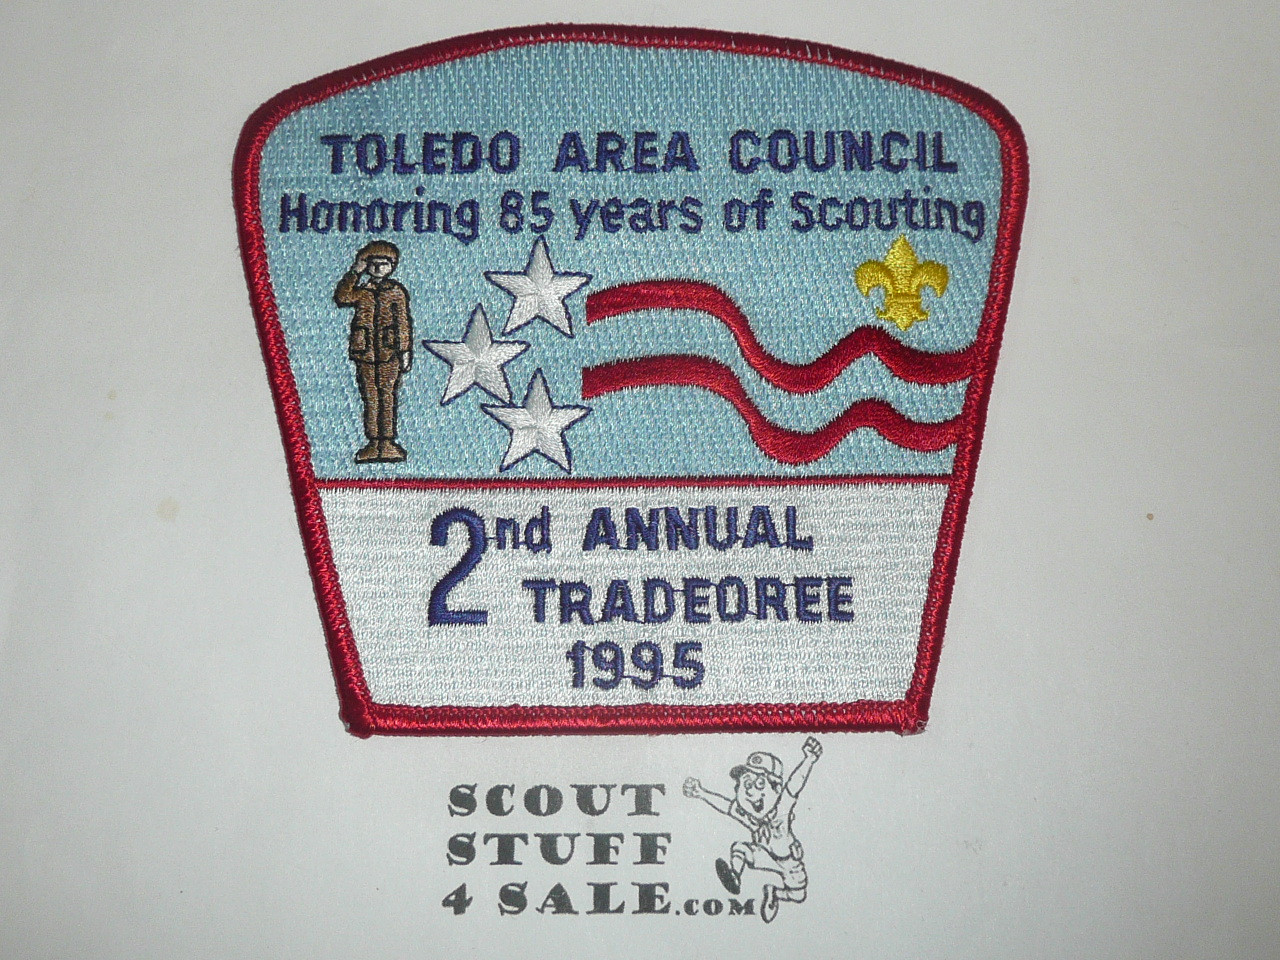 TOLEDO AREA COUNCIL
Honoring 85 years of Scouting
2nd ANNUAL
TRADEOREE
1995
SCOUT
STUFF
4 SALE.COM